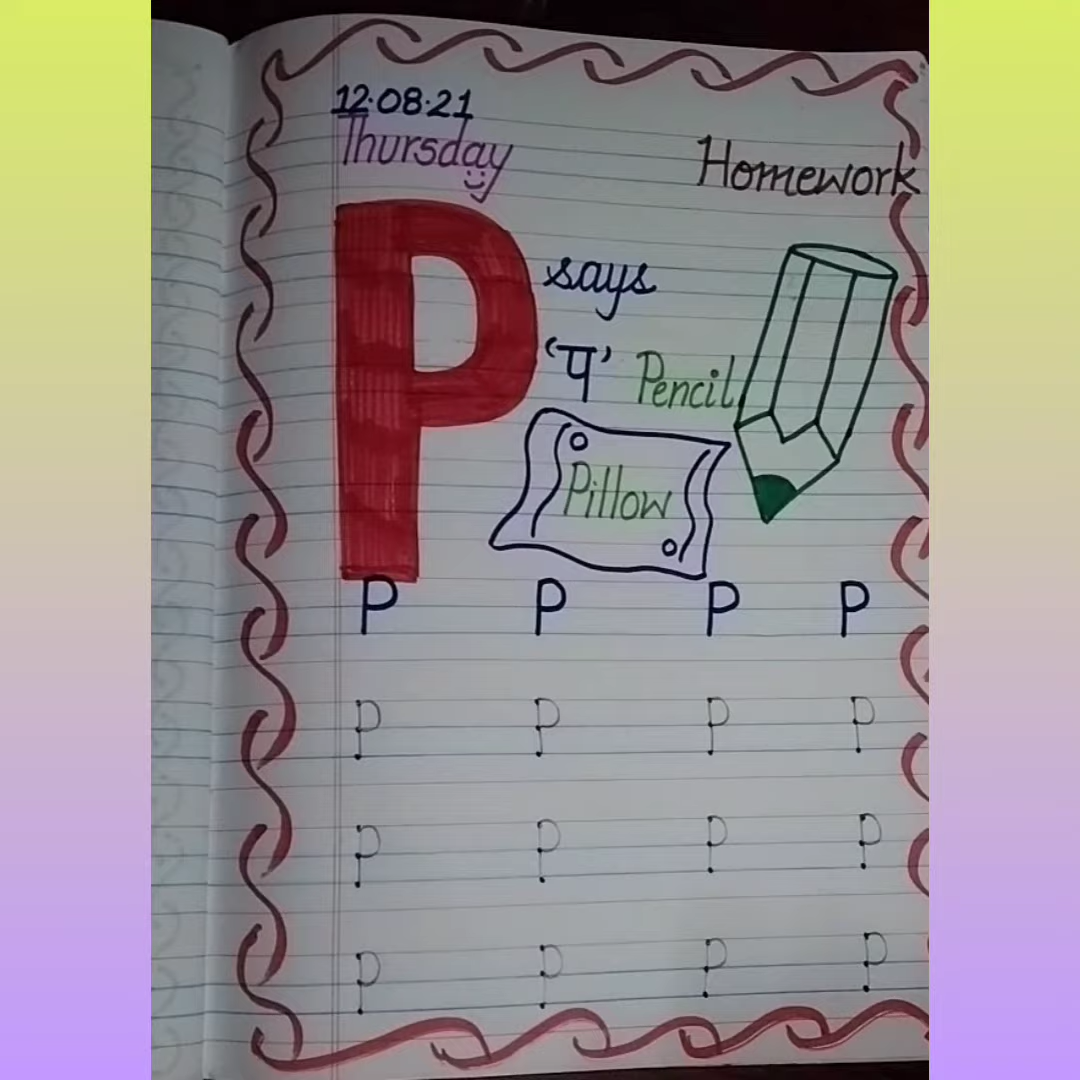 12.08.21
Thursday
Homework
P says
'प' Pencil
Pillow
P P P P
P P P P
P P P P
P P P P